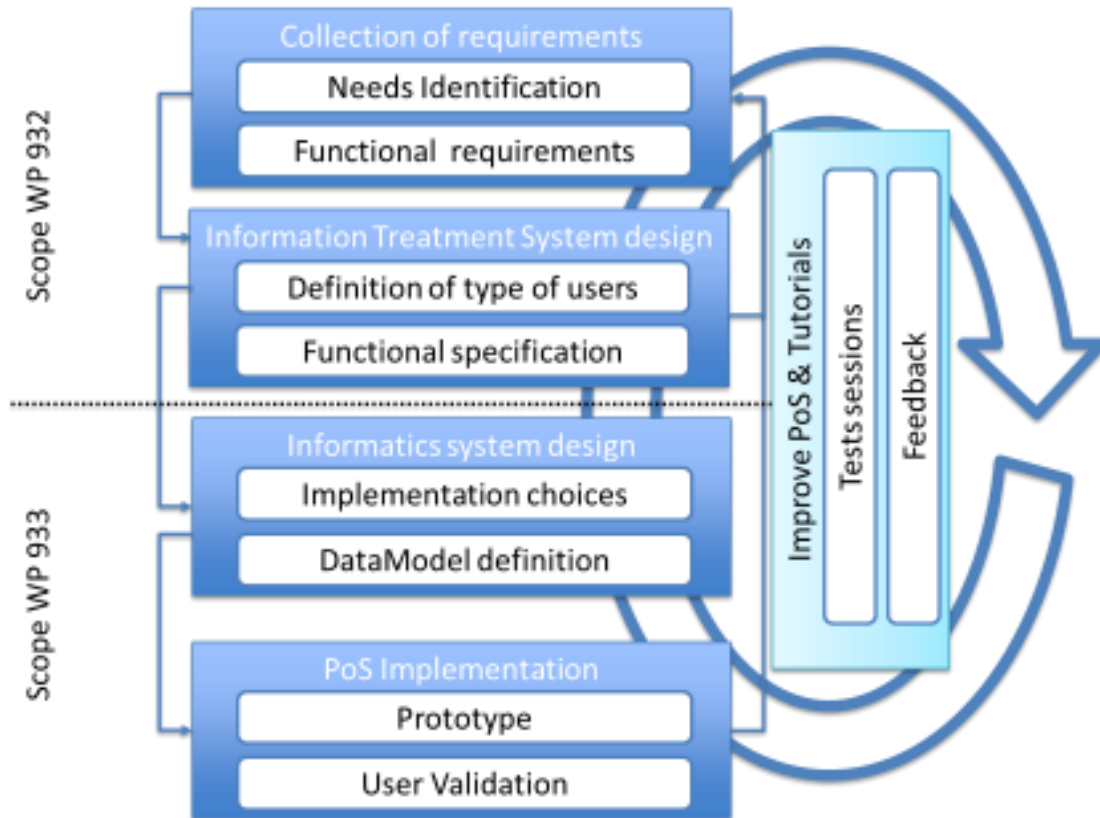 Scope WP 932
Collection of requirements
Needs Identification
Functional requirements
Information Treatment System design
Definition of type of users
Functional specification
Scope WP 933
Informatics system design
Implementation choices
DataModel definition
PoS Implementation
Prototype
User Validation
Improve PoS & Tutorials
Tests sessions
Feedback